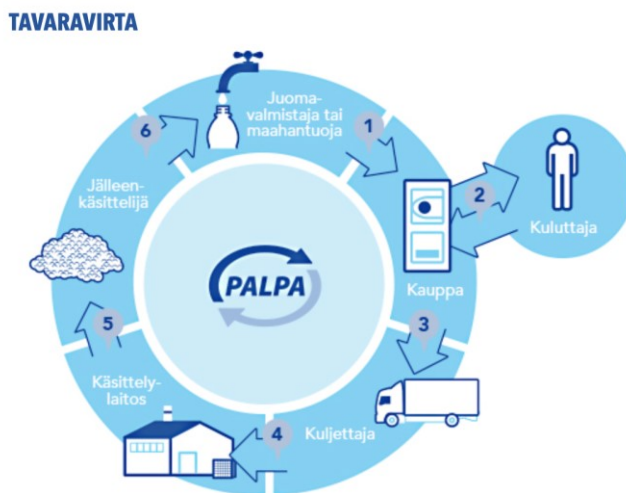 TAVARAVIRTA
Juoma-
valmistaja tai
maahantuoja
1
2
Kuluttaja
Kauppa
3
Kuljettaja
4
Käsittely-
laitos
5
Jälleen-
käsittelijä
6
PALPA